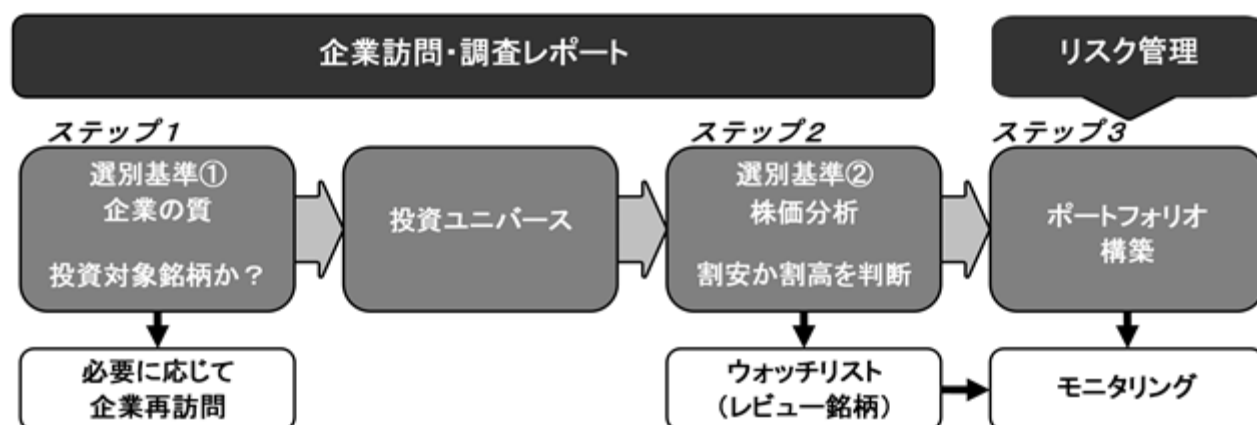 企業訪問・調査レポート
リスク管理
ステップ1
選別基準①
企業の質
投資対象銘柄か？
投資ユニバース
ステップ2
選別基準②
株価分析
割安か割高を判断
ステップ3
ポートフォリオ
構築
必要に応じて
企業再訪問
ウォッチリスト
（レビュー銘柄）
モニタリング